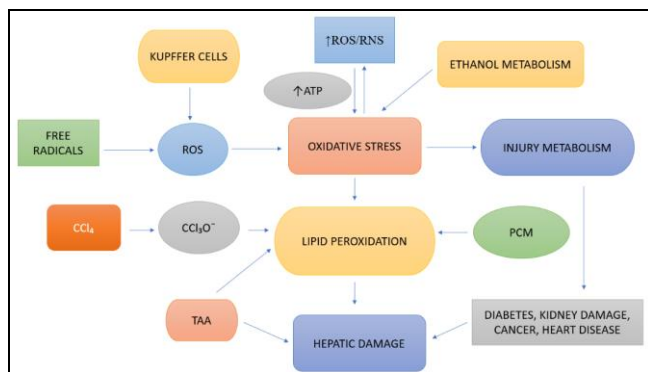 ↑ROS/RNS
KUPFFER CELLS
ETHANOL METABOLISM
↑ATP
FREE
RADICALS
ROS
OXIDATIVE STRESS
INJURY METABOLISM
CCl₄
CCl₃O⁻
LIPID PEROXIDATION
PCM
TAA
HEPATIC DAMAGE
DIABETES, KIDNEY DAMAGE,
CANCER, HEART DISEASE